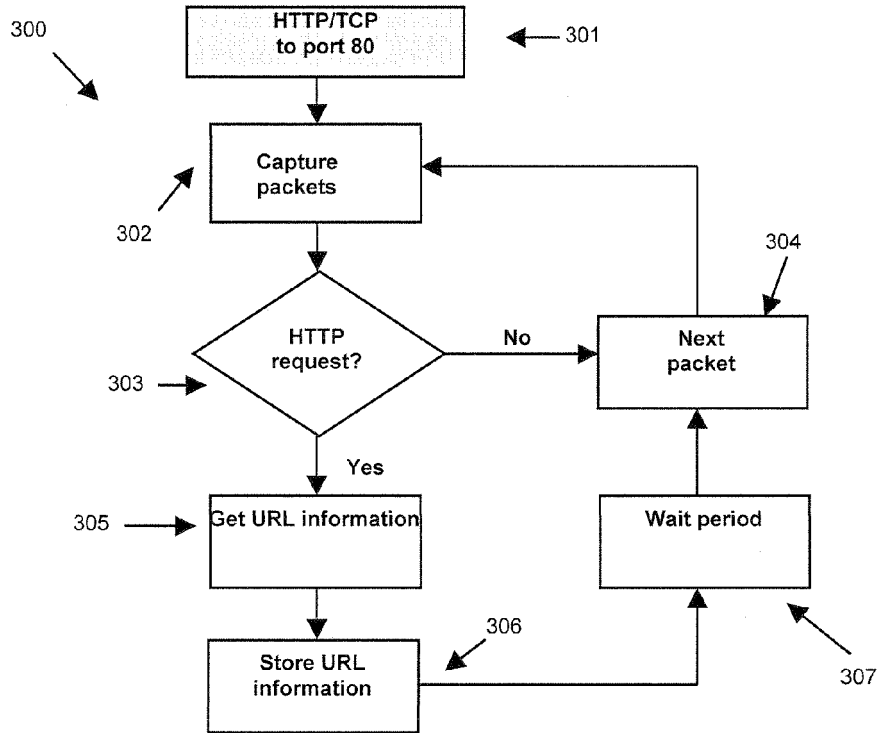 300
HTTP/TCP
to port 80
301
Capture
packets
302
304
HTTP
request?
No
Next
packet
303
Yes
305
Get URL information
Wait period
306
Store URL
information
307